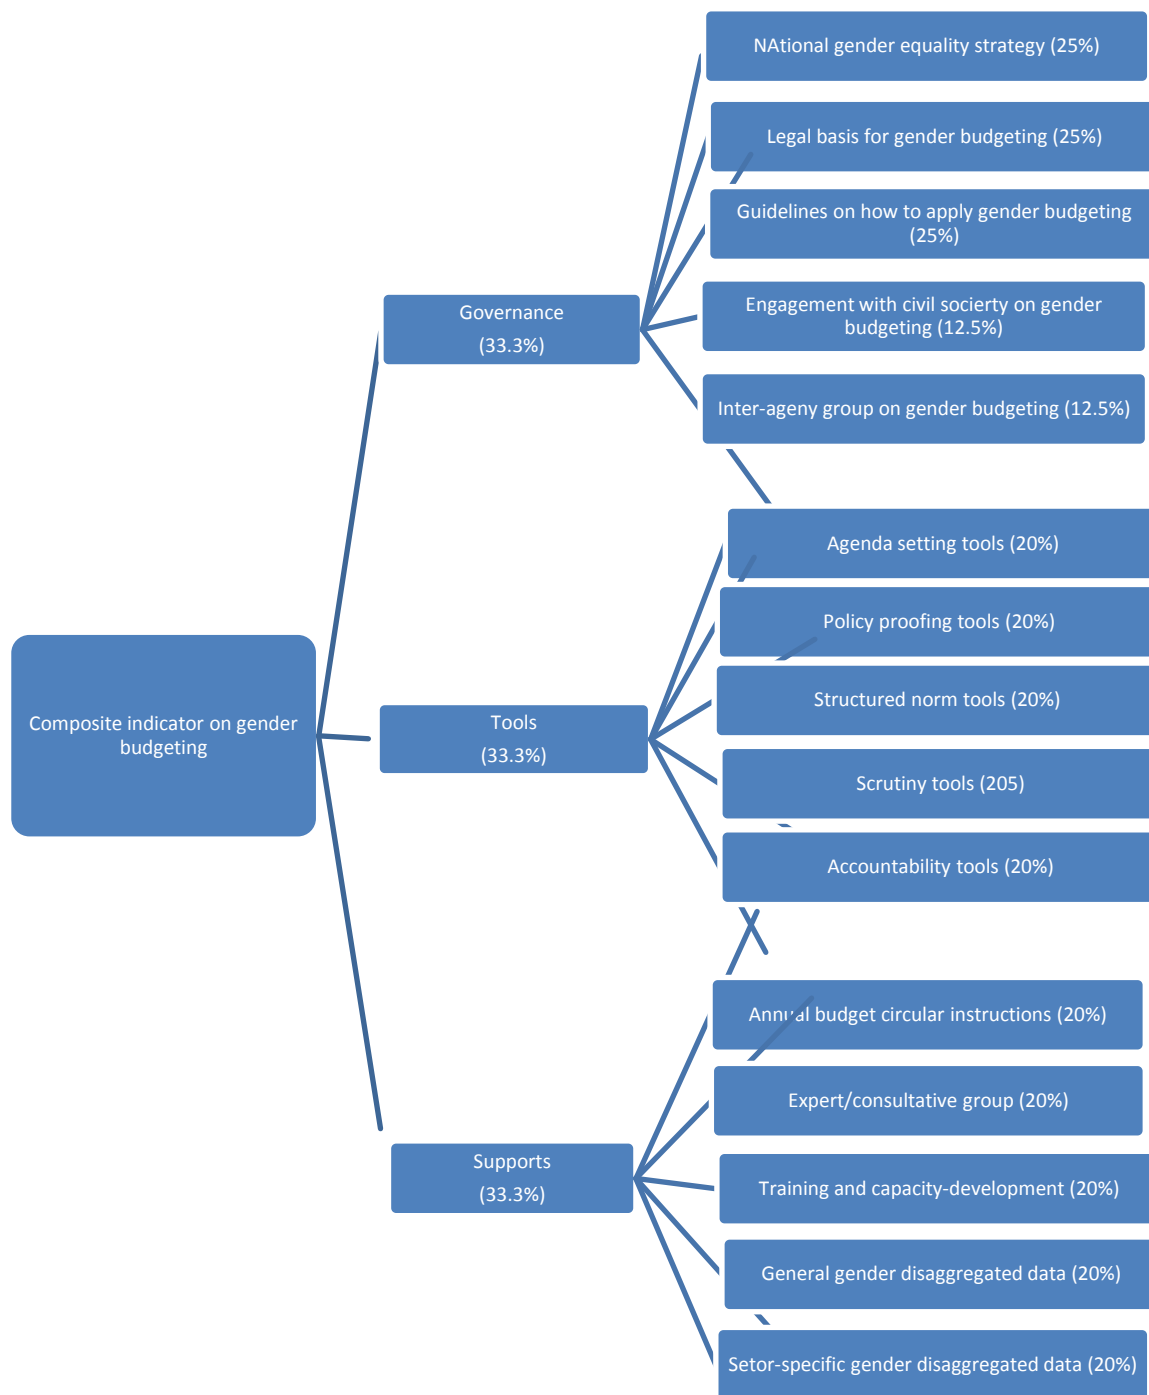 Composite indicator on gender
budgeting
Governance
(33.3%)
NAtional gender equality strategy (25%)
Legal basis for gender budgeting (25%)
Guidelines on how to apply gender budgeting
(25%)
Engagement with civil socierty on gender
budgeting (12.5%)
Inter-ageny group on gender budgeting (12.5%)
Tools
(33.3%)
Agenda setting tools (20%)
Policy proofing tools (20%)
Structured norm tools (20%)
Scrutiny tools (205)
Accountability tools (20%)
Supports
(33.3%)
Annual budget circular instructions (20%)
Expert/consultative group (20%)
Training and capacity-development (20%)
General gender disaggregated data (20%)
Setor-specific gender disaggregated data (20%)